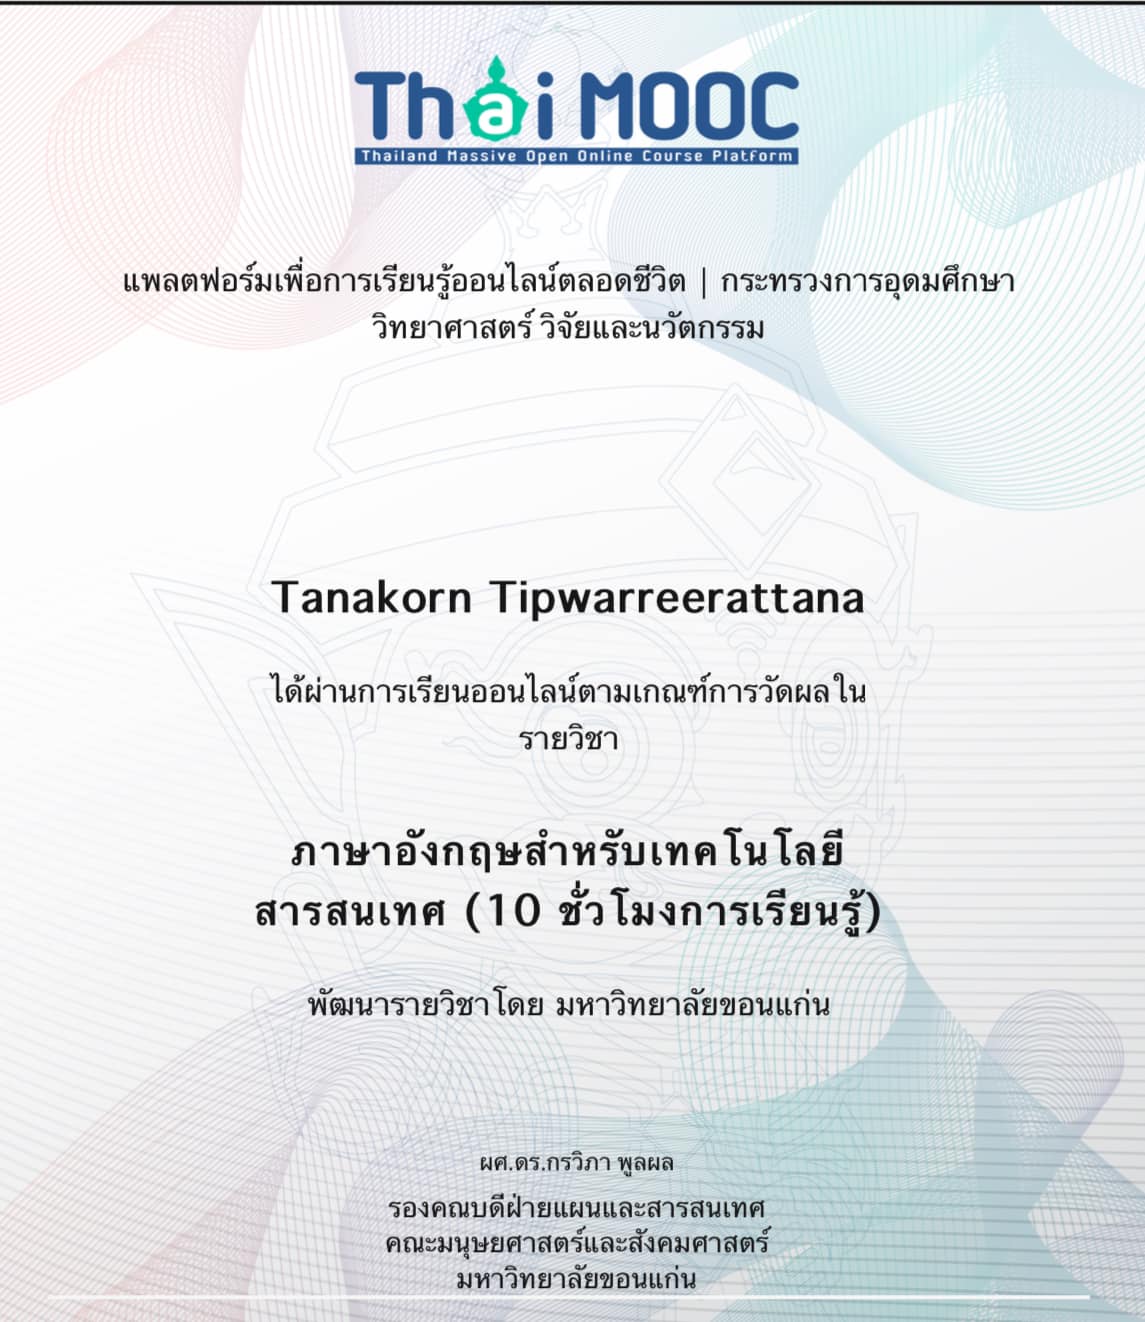 Thai MOOC
Thailand Massive Open Online Course Platform
แพลตฟอร์มเพื่อการเรียนรู้ออนไลน์ตลอดชีวิต | กระทรวงการอุดมศึกษา
วิทยาศาสตร์ วิจัยและนวัตกรรม
Tanakorn Tipwarreerattana
ได้ผ่านการเรียนออนไลน์ตามเกณฑ์การวัดผลใน
รายวิชา
ภาษาอังกฤษสำหรับเทคโนโลยี
สารสนเทศ (10 ชั่วโมงการเรียนรู้)
พัฒนารายวิชาโดย มหาวิทยาลัยขอนแก่น
ผศ.ดร.กรวิภา พูลผล
รองคณบดีฝ่ายแผนและสารสนเทศ
คณะมนุษยศาสตร์และสังคมศาสตร์
มหาวิทยาลัยขอนแก่น